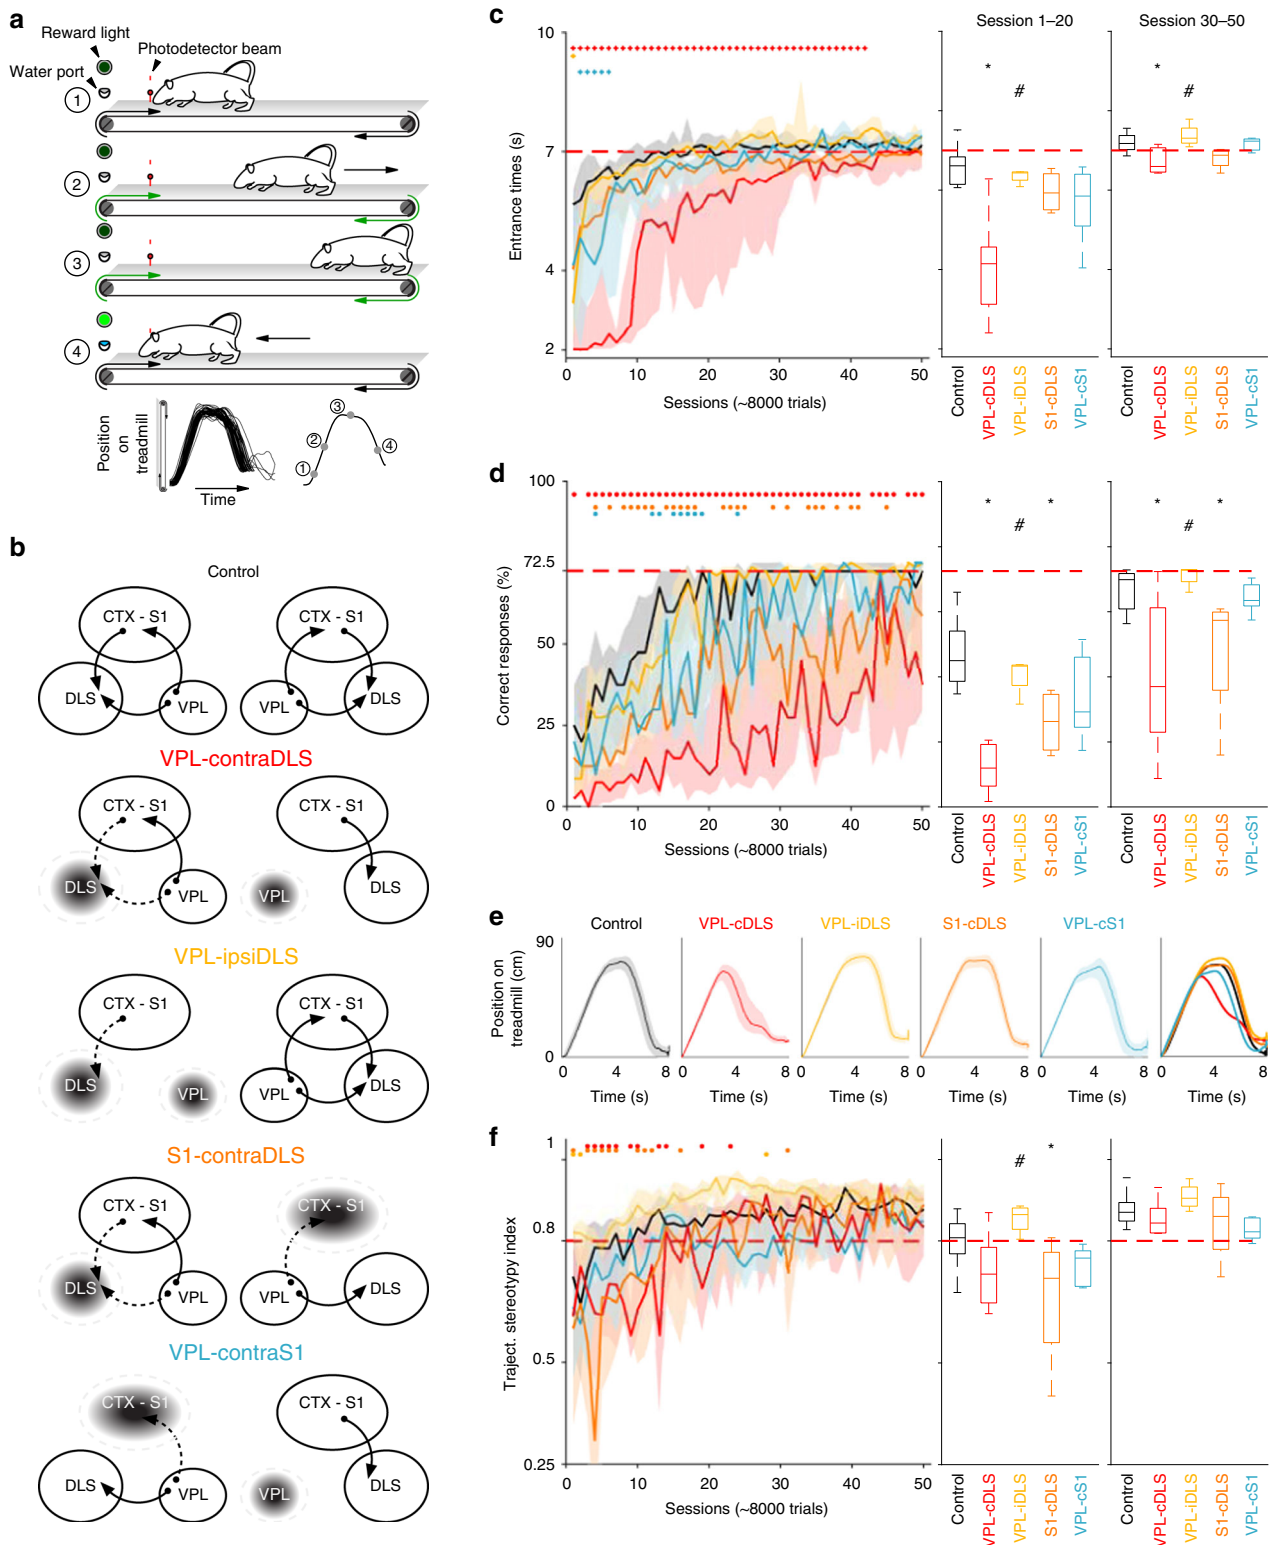 a
Reward light
Photodetector beam
Water port
1
2
3
4
Position on treadmill
Time
1
2
3
4
b
Control
CTX - S1
CTX - S1
DLS
VPL
VPL
DLS
VPL-contraDLS
CTX - S1
CTX - S1
DLS
VPL
VPL
DLS
VPL-ipsiDLS
CTX - S1
CTX - S1
DLS
VPL
VPL
DLS
S1-contraDLS
CTX - S1
CTX - S1
DLS
VPL
VPL
DLS
VPL-contraS1
CTX - S1
CTX - S1
DLS
VPL
VPL
DLS
c
Session 1–20
Session 30–50
Entrance times (s)
10
7
4
2
0 10 20 30 40 50
Sessions (~8000 trials)
* #
* #
Control VPL-cDLS VPL-iDLS S1-cDLS VPL-cS1
Control VPL-cDLS VPL-iDLS S1-cDLS VPL-cS1
d
Correct responses (%)
100
72.5
50
25
0
0 10 20 30 40 50
Sessions (~8000 trials)
* # *
* # *
Control VPL-cDLS VPL-iDLS S1-cDLS VPL-cS1
Control VPL-cDLS VPL-iDLS S1-cDLS VPL-cS1
e
Control VPL-cDLS VPL-iDLS S1-cDLS VPL-cS1
Position on treadmill (cm)
90
0
0 4 8 0 4 8 0 4 8 0 4 8 0 4 8 0 4 8
Time (s) Time (s) Time (s) Time (s) Time (s) Time (s)
f
Traject. stereotypy index
1
0.8
0.5
0.25
0 10 20 30 40 50
Sessions (~8000 trials)
# *
Control VPL-cDLS VPL-iDLS S1-cDLS VPL-cS1
Control VPL-cDLS VPL-iDLS S1-cDLS VPL-cS1